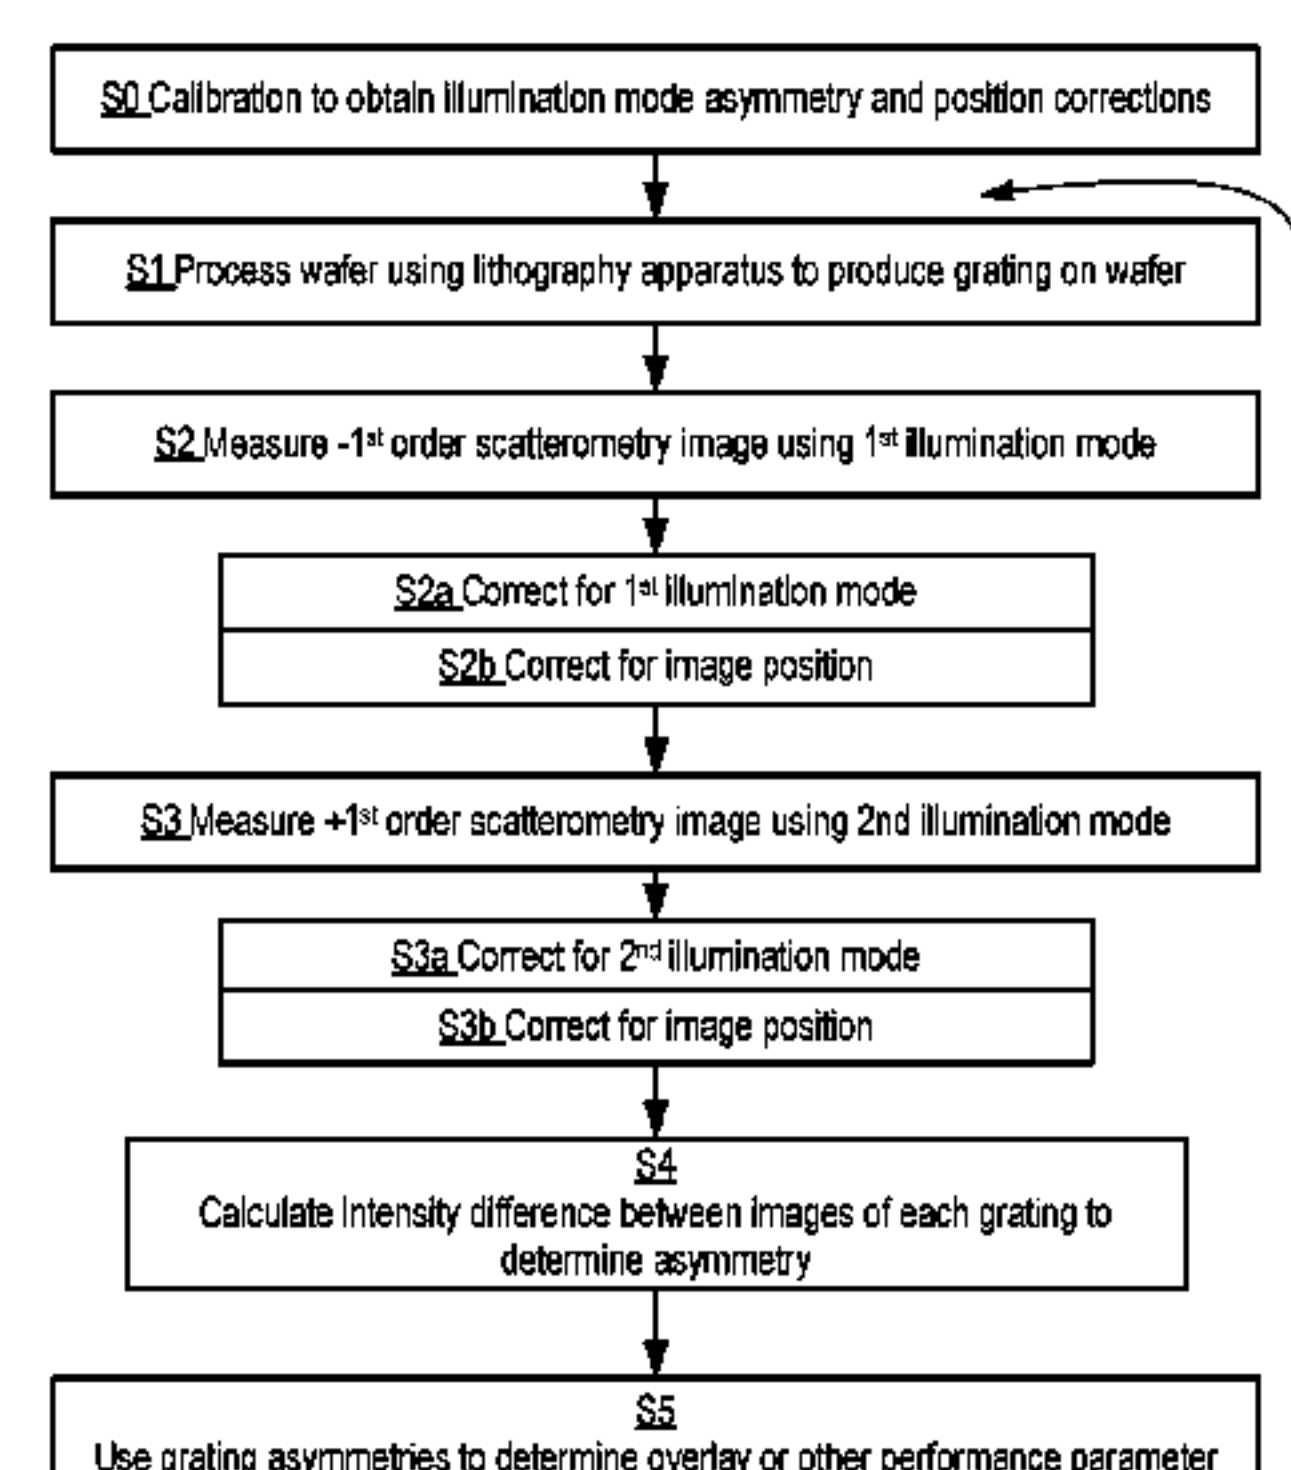 S0 Calibration to obtain illumination mode asymmetry and position corrections
S1 Process wafer using lithography apparatus to produce grating on wafer
S2 Measure -1st order scatterometry image using 1st illumination mode
S2a Correct for 1st illumination mode
S2b Correct for image position
S3 Measure +1st order scatterometry image using 2nd illumination mode
S3a Correct for 2nd illumination mode
S3b Correct for image position
S4
Calculate intensity difference between images of each grating to
determine asymmetry
S5
Use grating asymmetries to determine overlay or other performance parameter